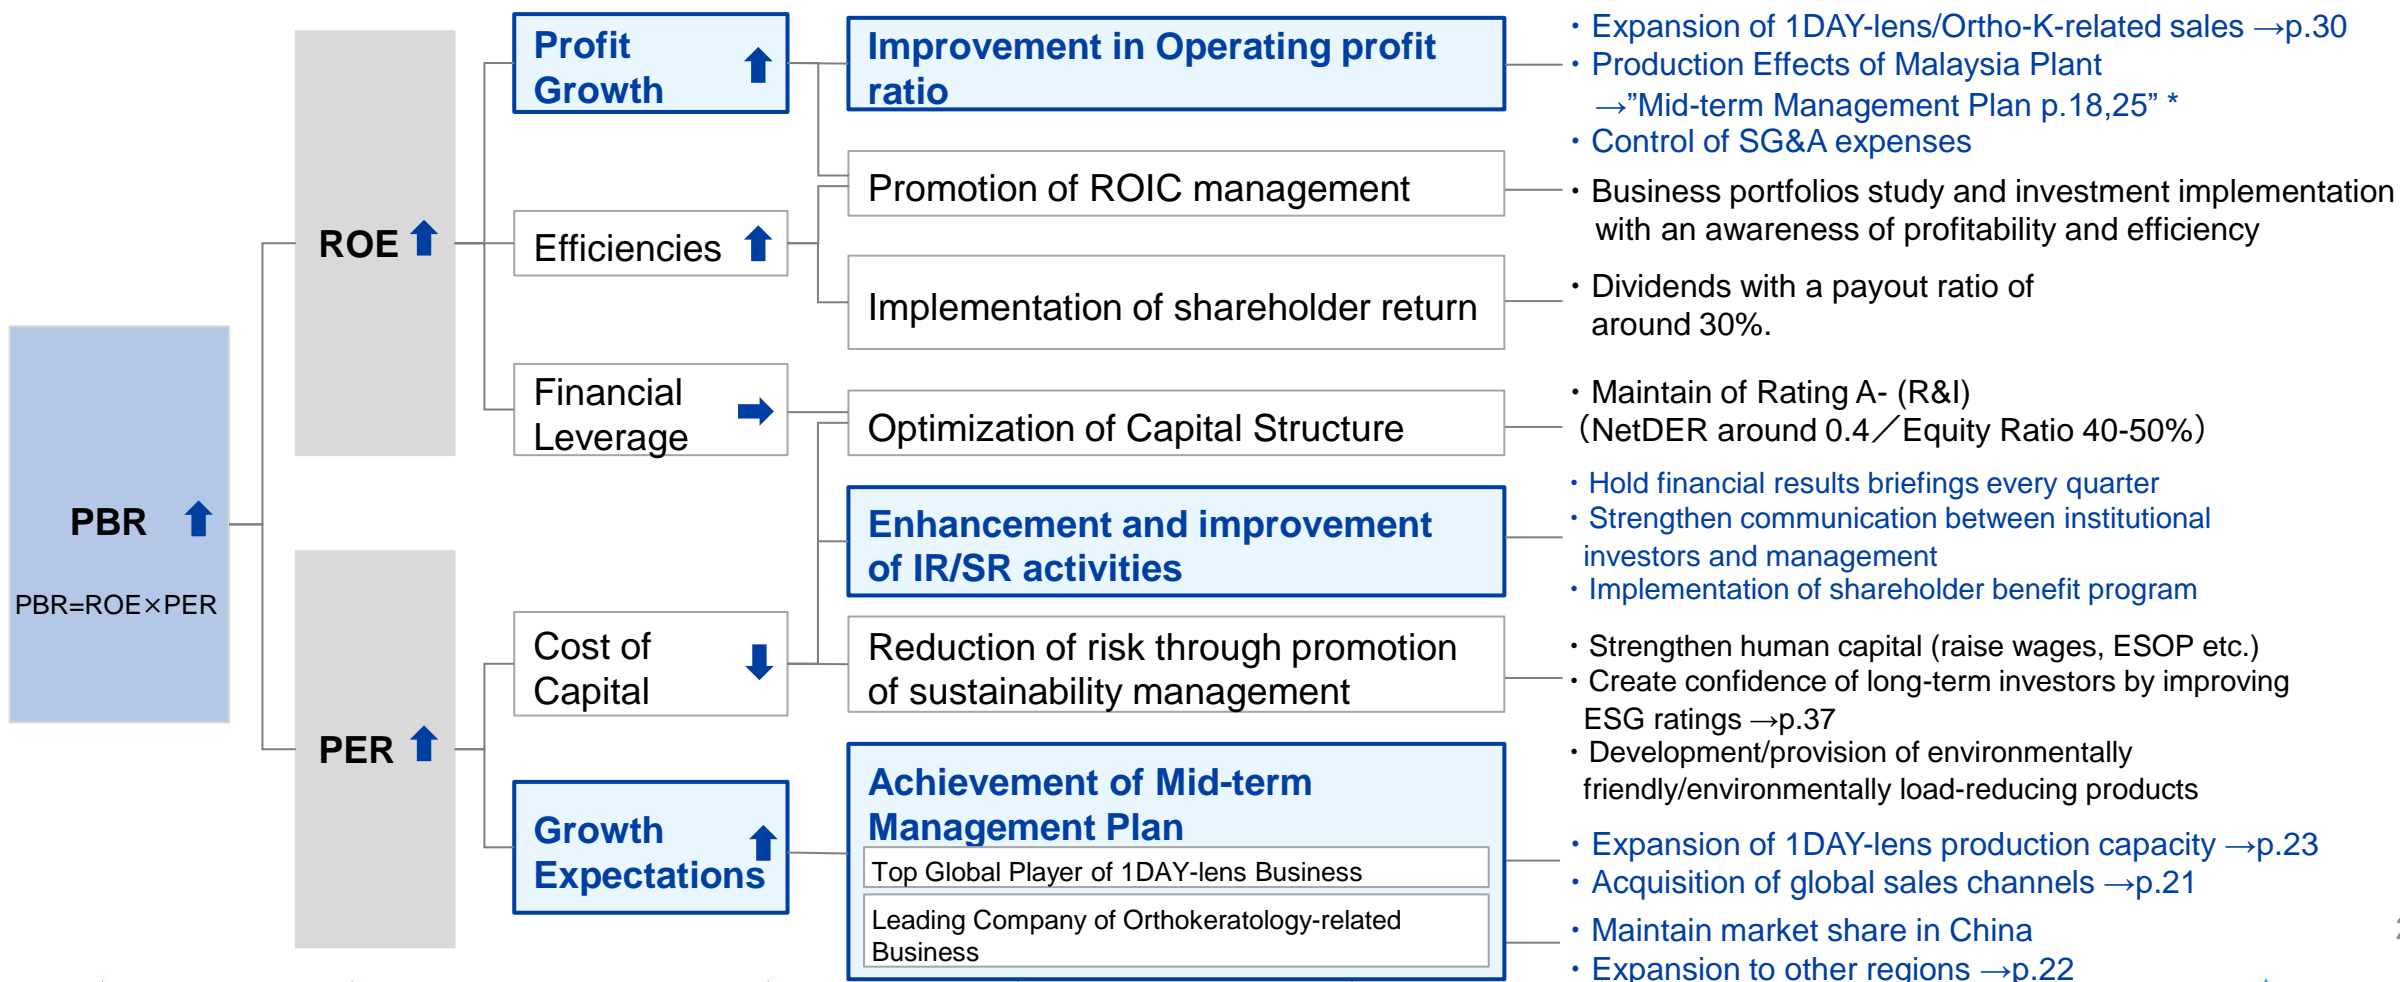 PBR
PBR=ROE×PER
ROE
PER
Profit
Growth
Efficiencies
Financial
Leverage
Cost of
Capital
Growth
Expectations
Improvement in Operating profit
ratio
Promotion of ROIC management
Implementation of shareholder return
Optimization of Capital Structure
Enhancement and improvement
of IR/SR activities
Reduction of risk through promotion
of sustainability management
Achievement of Mid-term
Management Plan
Top Global Player of 1DAY-lens Business
Leading Company of Orthokeratology-related
Business
・Expansion of 1DAY-lens/Ortho-K-related sales →p.30
・Production Effects of Malaysia Plant
→”Mid-term Management Plan p.18,25” *
・Control of SG&A expenses
・Business portfolios study and investment implementation
with an awareness of profitability and efficiency
・Dividends with a payout ratio of
around 30%.
・Maintain of Rating A- (R&I)
（NetDER around 0.4／Equity Ratio 40-50%）
・Hold financial results briefings every quarter
・Strengthen communication between institutional
investors and management
・Implementation of shareholder benefit program
・Strengthen human capital (raise wages, ESOP etc.)
・Create confidence of long-term investors by improving
ESG ratings →p.37
・Development/provision of environmentally
friendly/environmentally load-reducing products
・Expansion of 1DAY-lens production capacity →p.23
・Acquisition of global sales channels →p.21
・Maintain market share in China
・Expansion to other regions →p.22